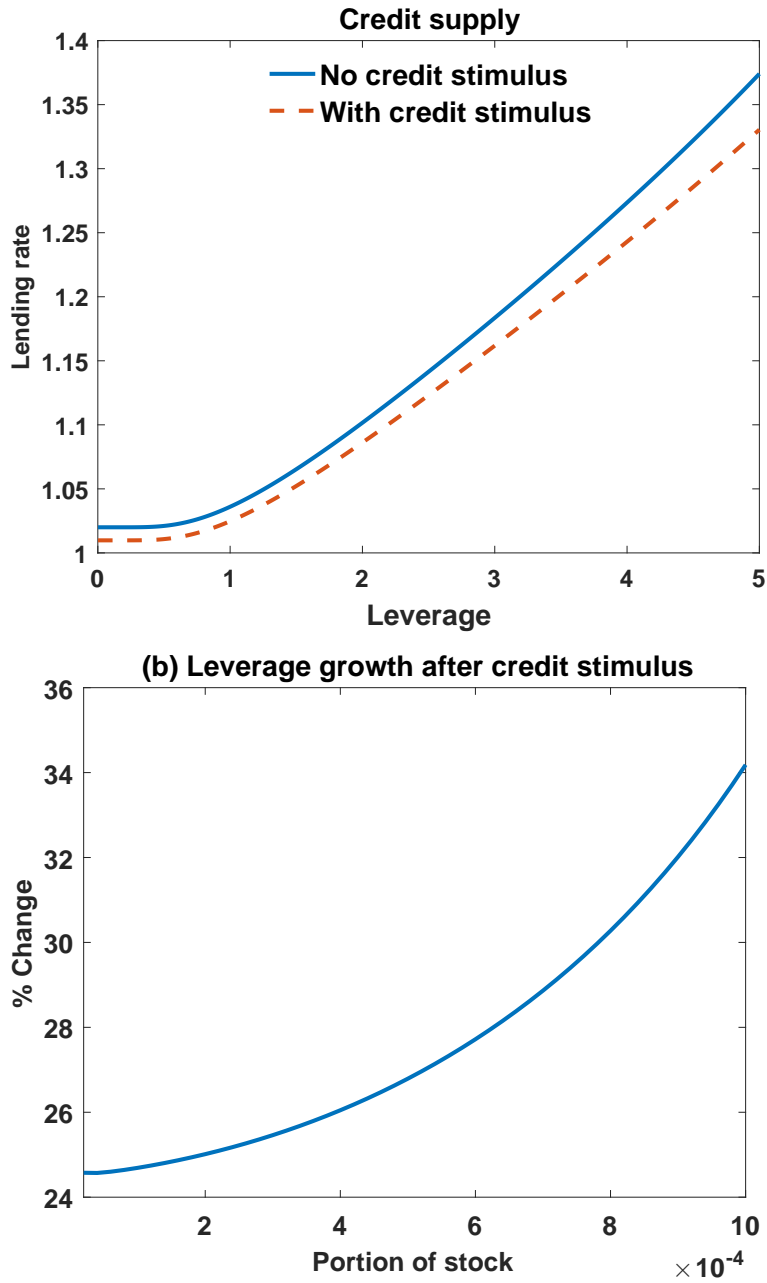 Credit supply
1.4
1.35
1.3
1.25
1.2
1.15
1.1
1.05
1
Lending rate
No credit stimulus
With credit stimulus
0 1 2 3 4 5
Leverage
(b) Leverage growth after credit stimulus
36
34
32
30
28
26
24
% Change
2 4 6 8 10
Portion of stock
×10⁻⁴